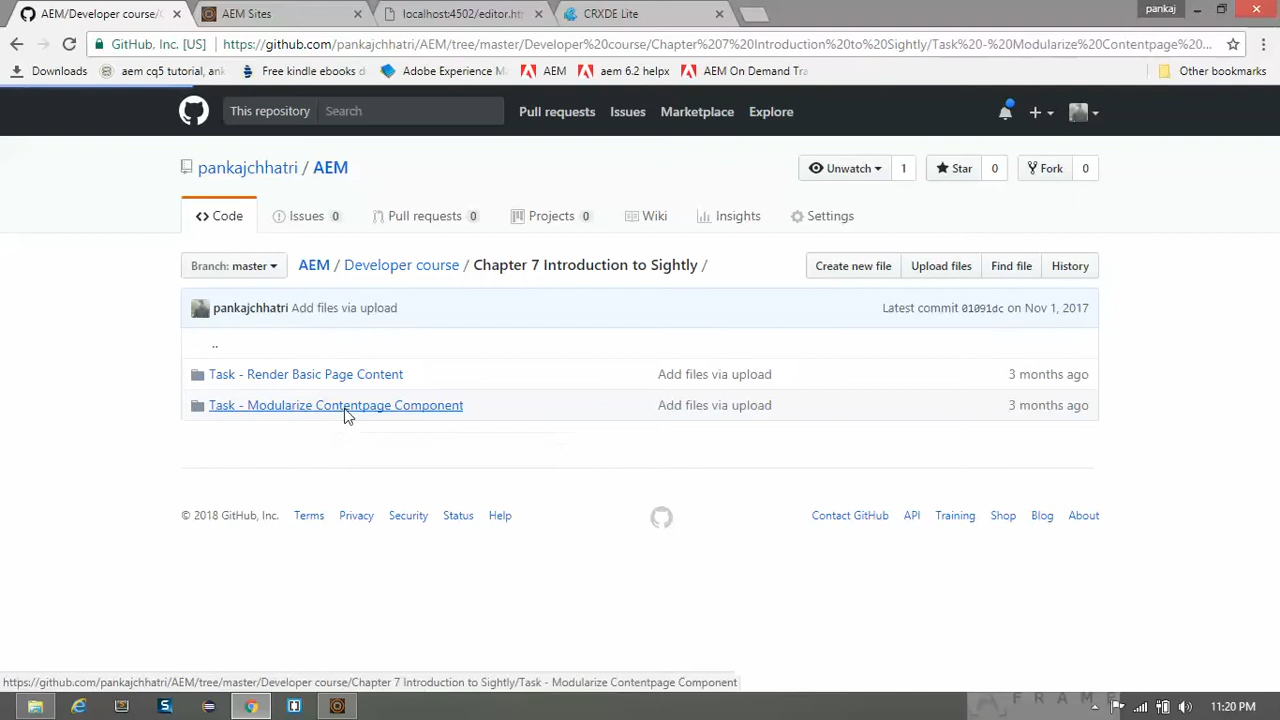 AEM/Developer course/C
AEM Sites
localhost:4502/editor.ht
CRXDE Lite
pankaj
GitHub, Inc. [US]
https://github.com/pankajchhatri/AEM/tree/master/Developer%20course/Chapter%207%20Introduction%20to%20Sightly/Task%20-%20Modularize%20Contentpage%20...
Downloads
aem cq5 tutorial, an
Free kindle ebooks d
Adobe Experience M
AEM
aem 6.2 helpx
AEM On Demand Tra
Other bookmarks
This repository
Search
Pull requests
Issues
Marketplace
Explore
pankajchhatri / AEM
Unwatch
1
Star
0
Fork
0
<> Code
Issues 0
Pull requests 0
Projects 0
Wiki
Insights
Settings
Branch: master
AEM / Developer course / Chapter 7 Introduction to Sightly /
Create new file
Upload files
Find file
History
pankajchhatri Add files via upload
Latest commit 01091dc on Nov 1, 2017
..
Task - Render Basic Page Content
Add files via upload
3 months ago
Task - Modularize Contentpage Component
Add files via upload
3 months ago
© 2018 GitHub, Inc.
Terms
Privacy
Security
Status
Help
Contact GitHub
API
Training
Shop
Blog
About
https://github.com/pankajchhatri/AEM/tree/master/Developer course/Chapter 7 Introduction to Sightly/Task - Modularize Contentpage Component
FRAME
11:20 PM